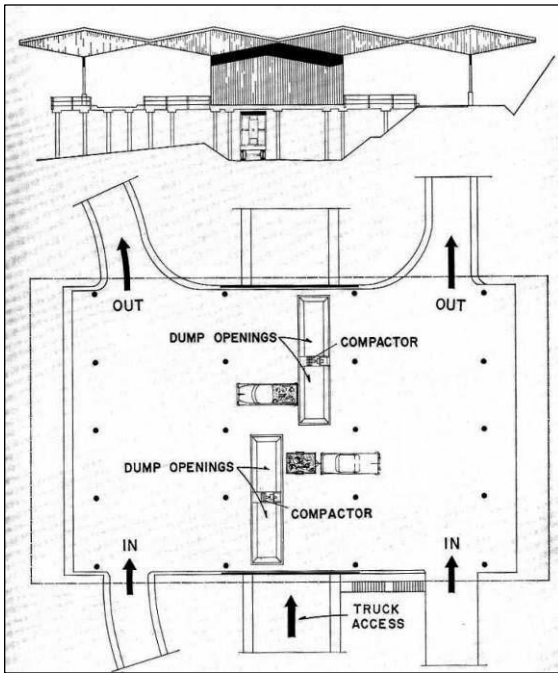 OUT
OUT
DUMP OPENINGS
COMPACTOR
DUMP OPENINGS
COMPACTOR
IN
IN
TRUCK
ACCESS